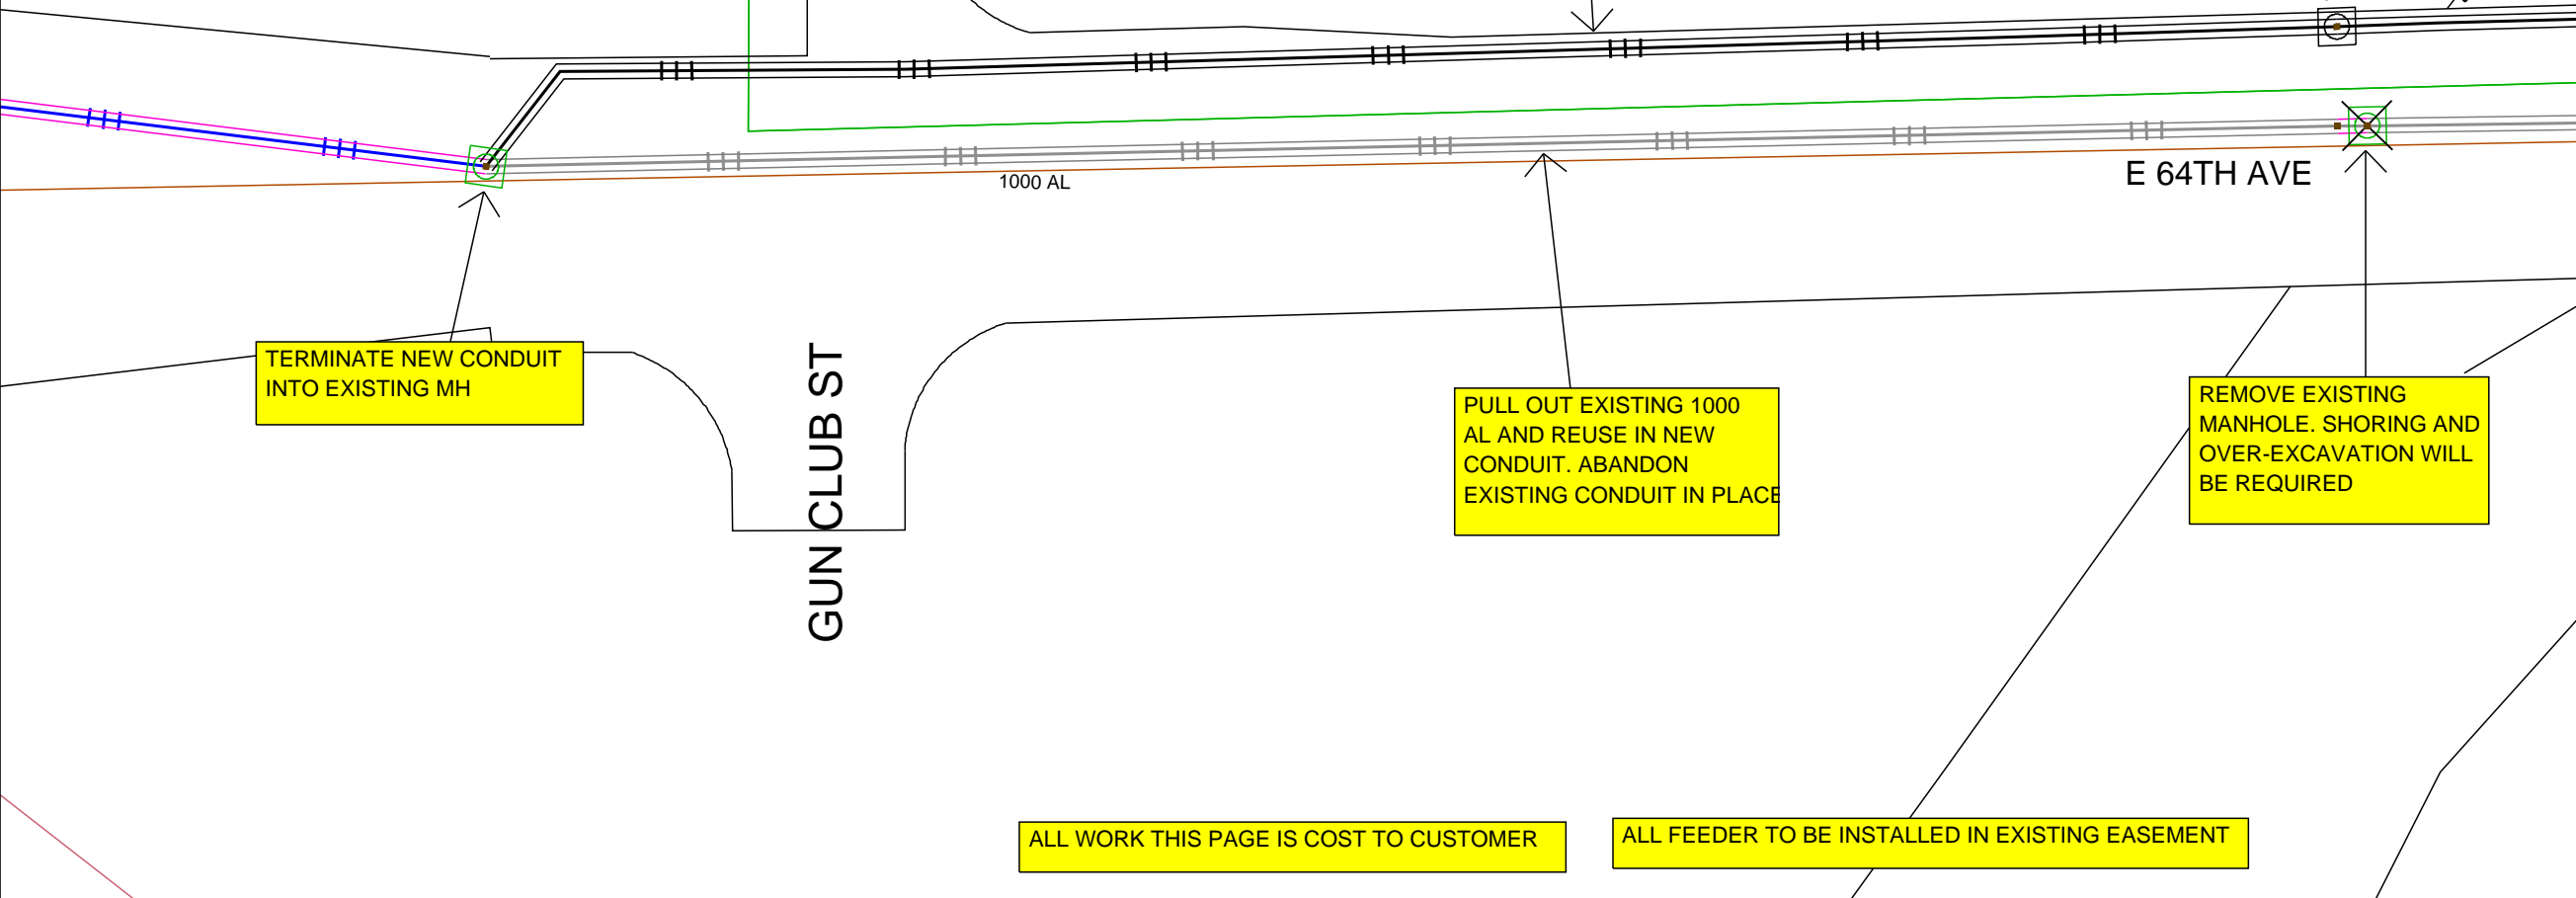 1000 AL
E 64TH AVE
TERMINATE NEW CONDUIT
INTO EXISTING MH
GUN CLUB ST
PULL OUT EXISTING 1000
AL AND REUSE IN NEW
CONDUIT. ABANDON
EXISTING CONDUIT IN PLACE
REMOVE EXISTING
MANHOLE. SHORING AND
OVER-EXCAVATION WILL
BE REQUIRED
ALL WORK THIS PAGE IS COST TO CUSTOMER
ALL FEEDER TO BE INSTALLED IN EXISTING EASEMENT